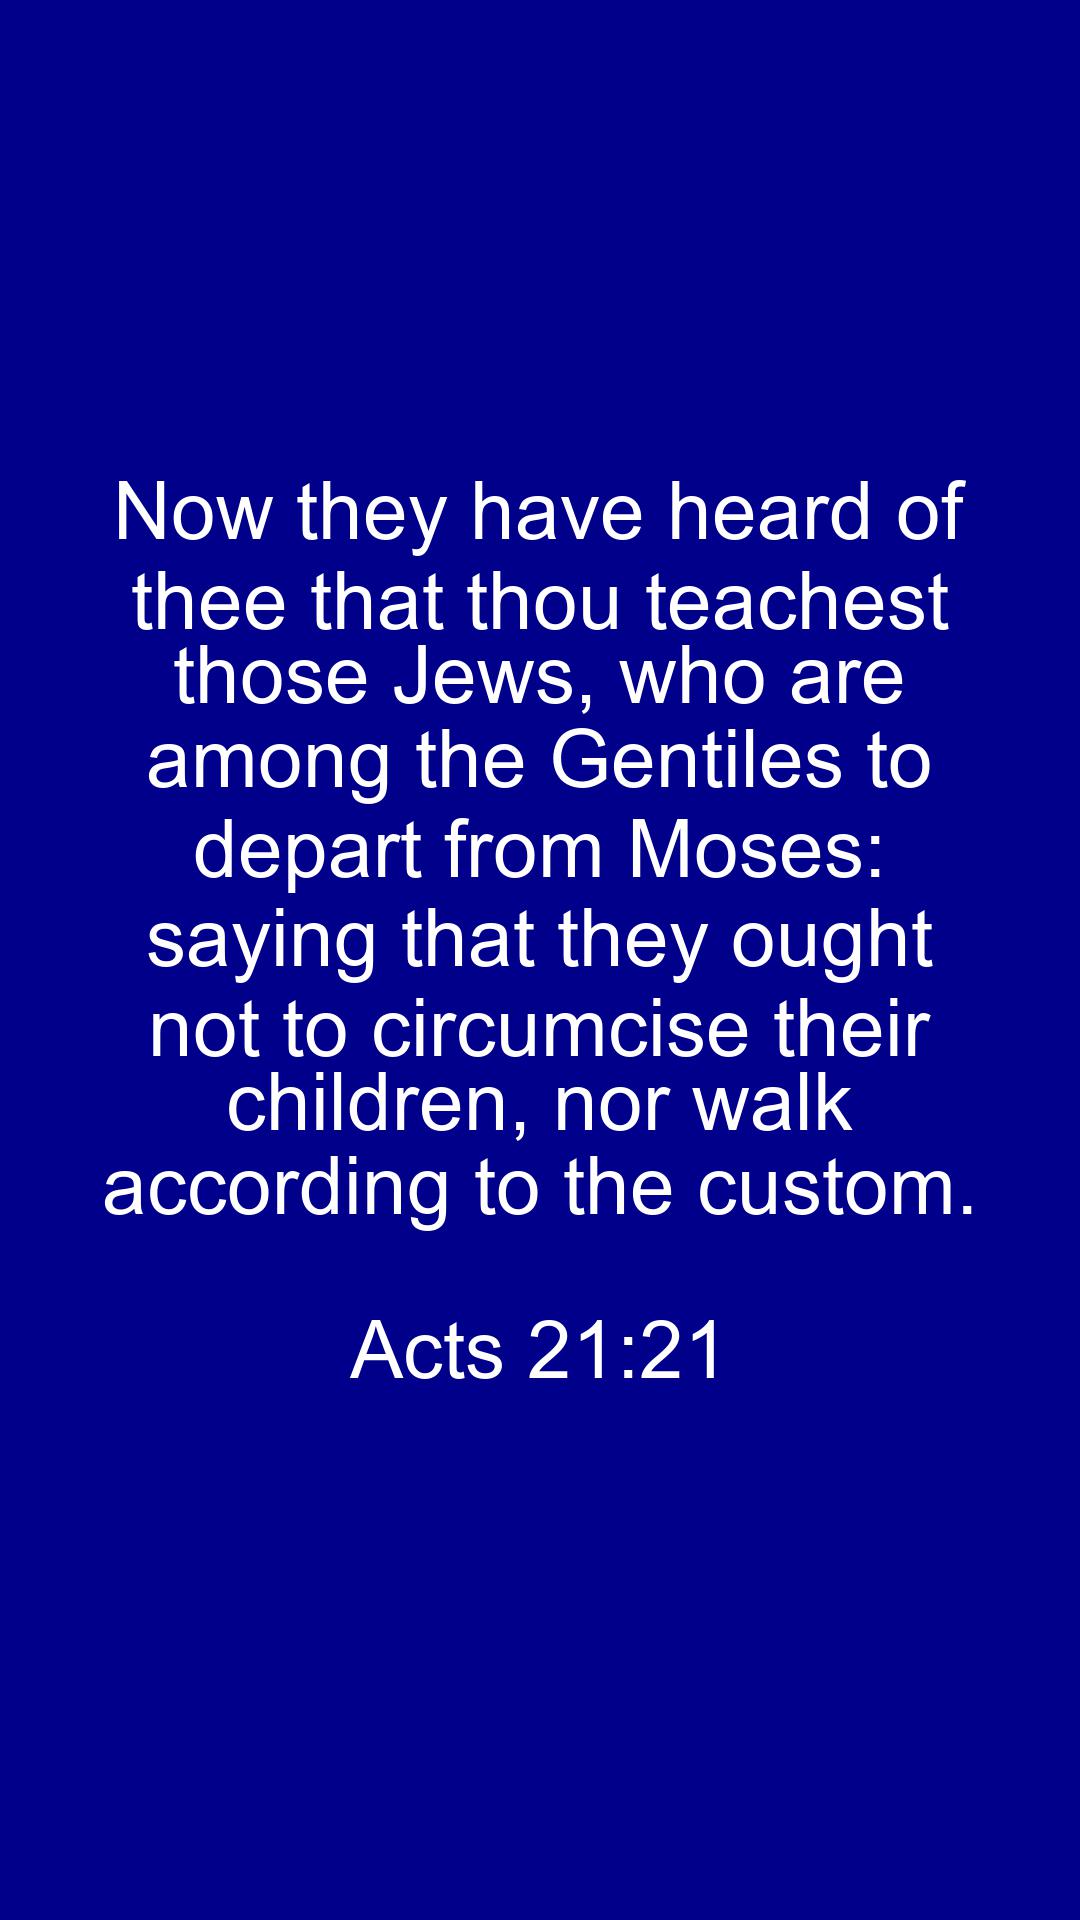 Now they have heard of
thee that thou teachest
those Jews, who are
among the Gentiles to
depart from Moses:
saying that they ought
not to circumcise their
children, nor walk
according to the custom.
Acts 21:21